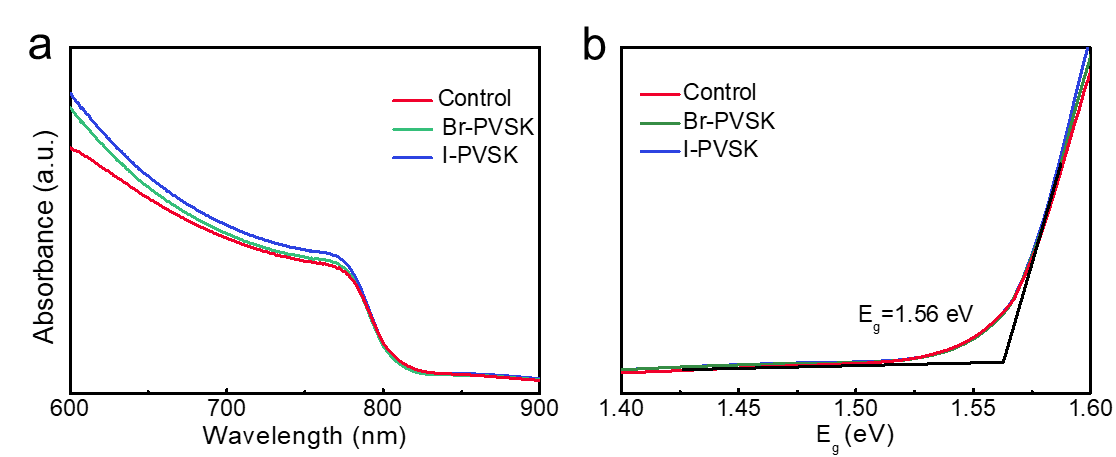 a
Absorbance (a.u.)
Control
Br-PVSK
I-PVSK
600
700
800
900
Wavelength (nm)
b
Control
Br-PVSK
I-PVSK
Eg=1.56 eV
1.40
1.45
1.50
1.55
1.60
Eg (eV)